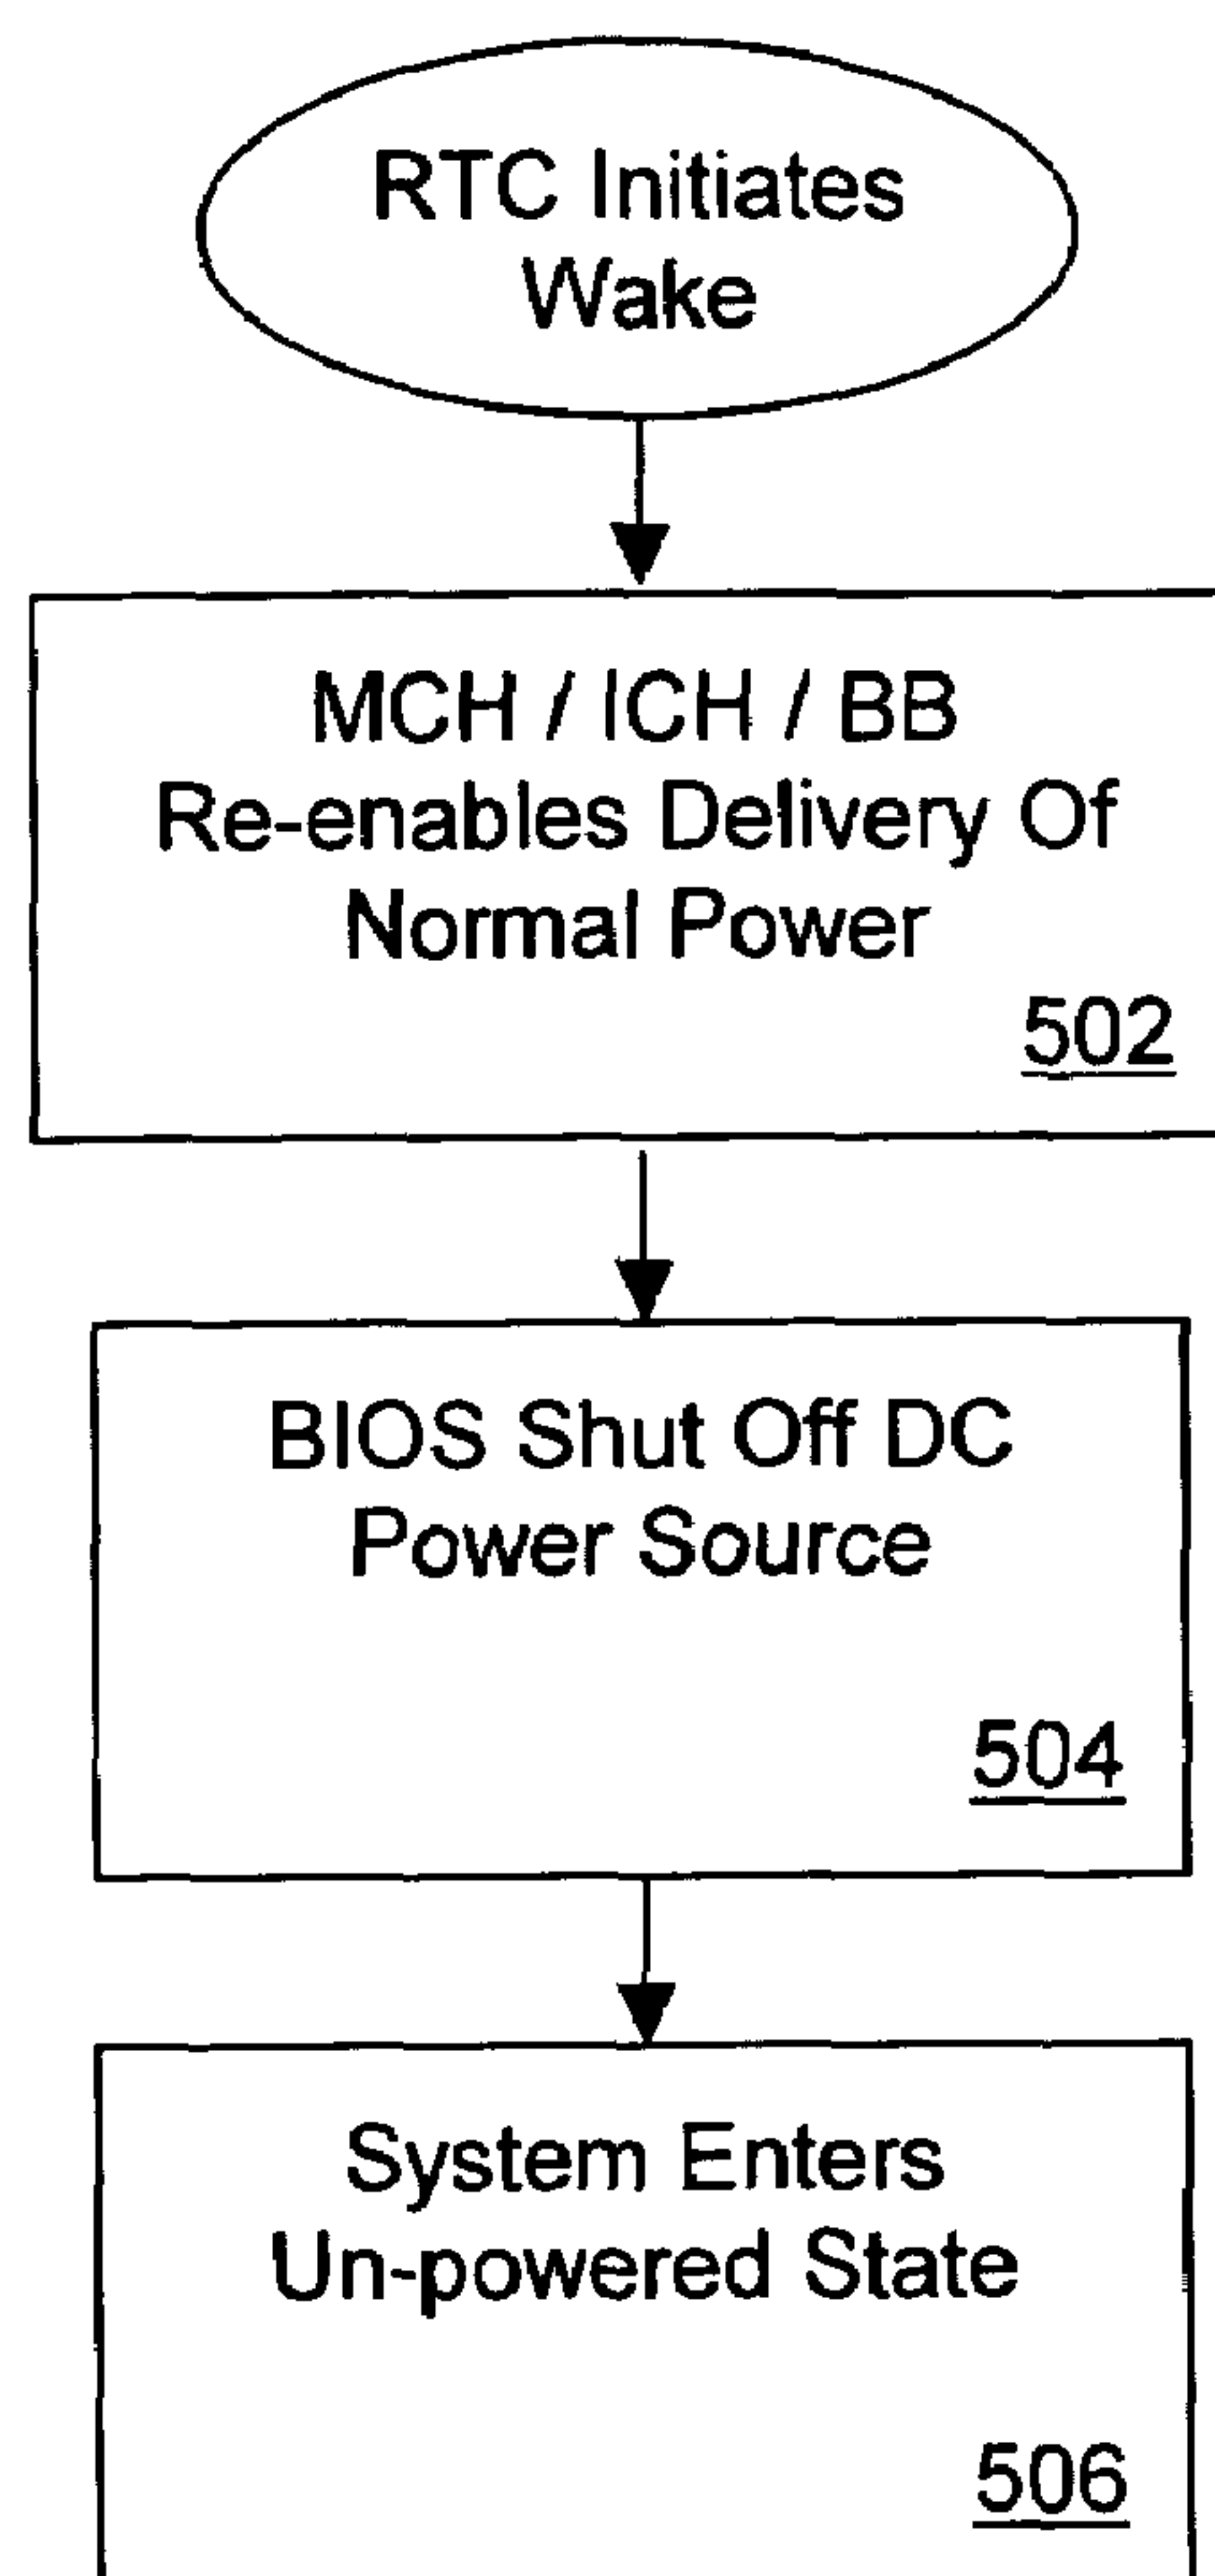 RTC Initiates
Wake
MCH / ICH / BB
Re-enables Delivery Of
Normal Power
502
BIOS Shut Off DC
Power Source
504
System Enters
Un-powered State
506